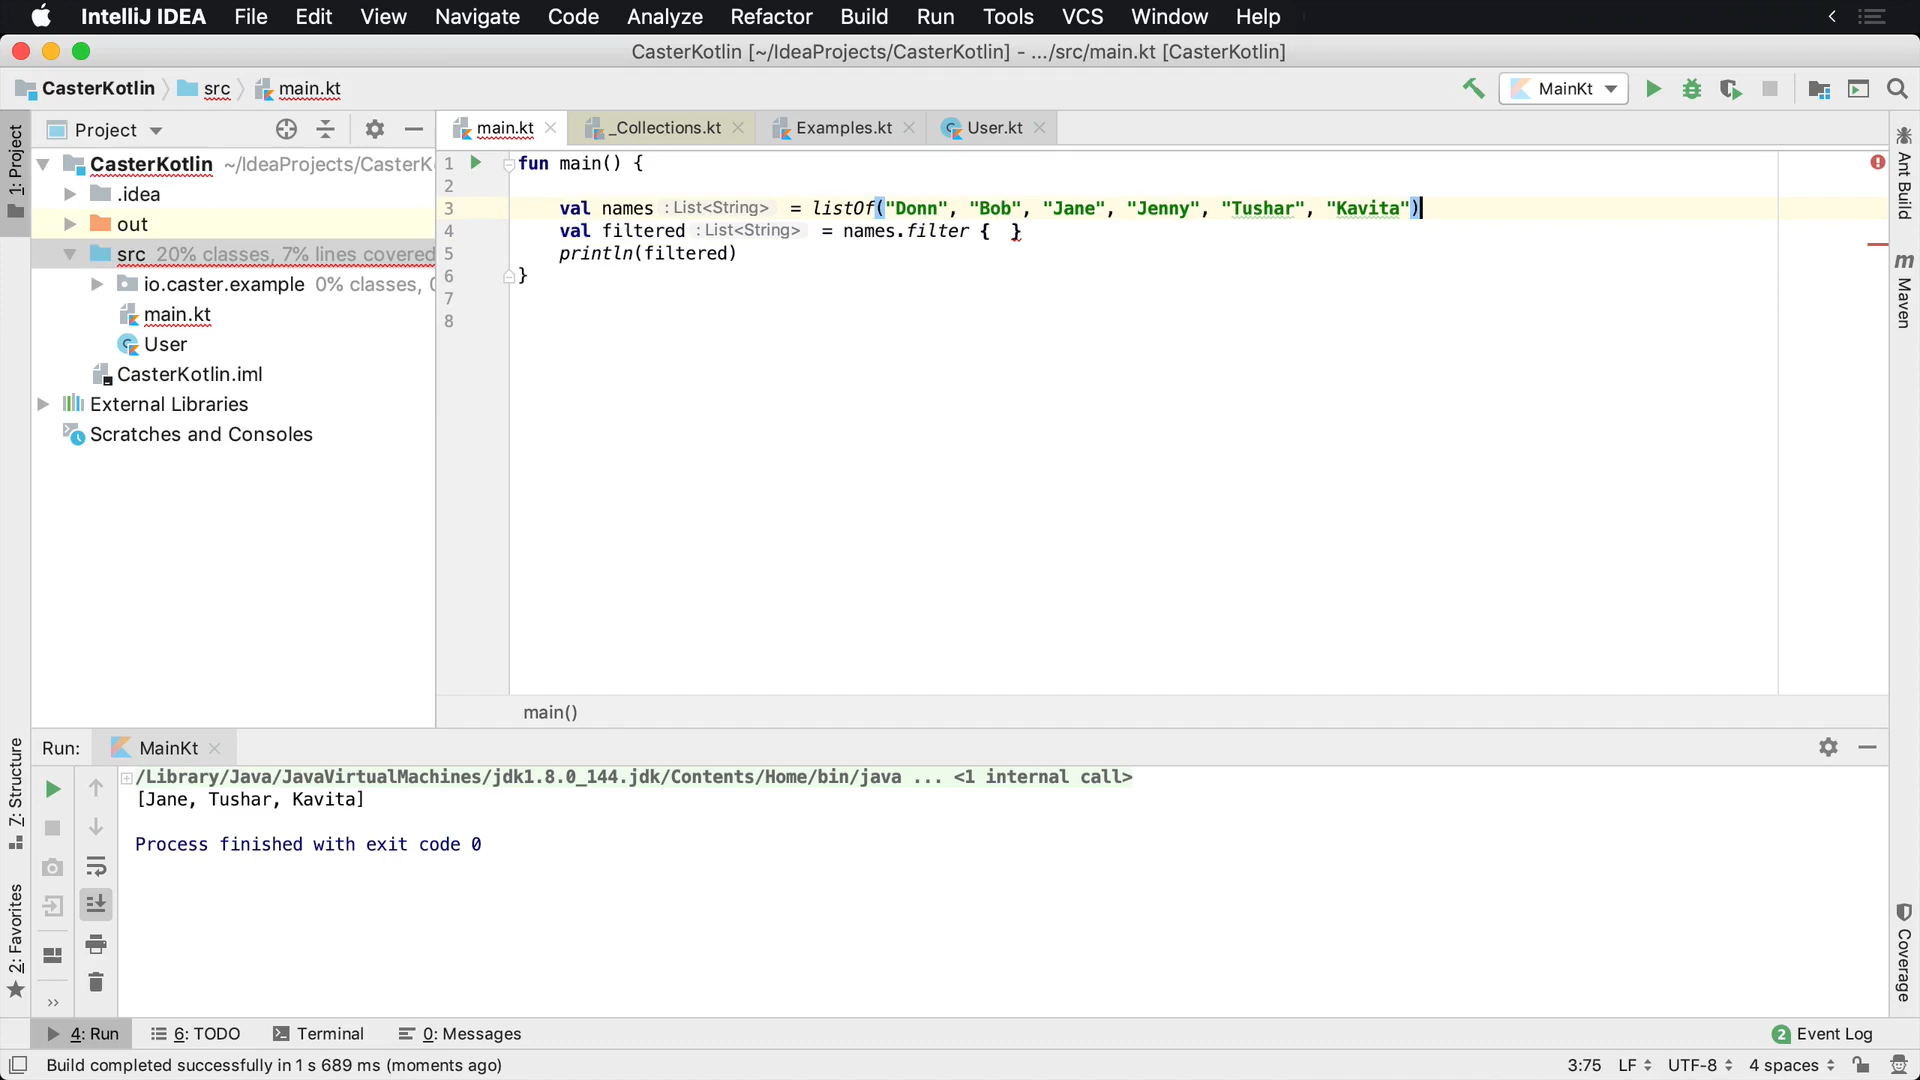 IntelliJ IDEA File Edit View Navigate Code Analyze Refactor Build Run Tools VCS Window Help
CasterKotlin [~/IdeaProjects/CasterKotlin] - .../src/main.kt [CasterKotlin]
CasterKotlin src main.kt MainKt
1: Project
Project
main.kt _Collections.kt Examples.kt User.kt
CasterKotlin ~/IdeaProjects/CasterK
.idea
out
src 20% classes, 7% lines covered
io.caster.example 0% classes, 0
main.kt
User
CasterKotlin.iml
External Libraries
Scratches and Consoles
1 fun main() {
2
3 val names : List<String> = listOf("Donn", "Bob", "Jane", "Jenny", "Tushar", "Kavita")
4 val filtered : List<String> = names.filter {  }
5 println(filtered)
6 }
7
8
main()
Ant Build
m Maven
Coverage
Z: Structure
2: Favorites
Run: MainKt
/Library/Java/JavaVirtualMachines/jdk1.8.0_144.jdk/Contents/Home/bin/java ... <1 internal call>
[Jane, Tushar, Kavita]
Process finished with exit code 0
4: Run 6: TODO Terminal 0: Messages 2 Event Log
Build completed successfully in 1 s 689 ms (moments ago) 3:75 LF UTF-8 4 spaces